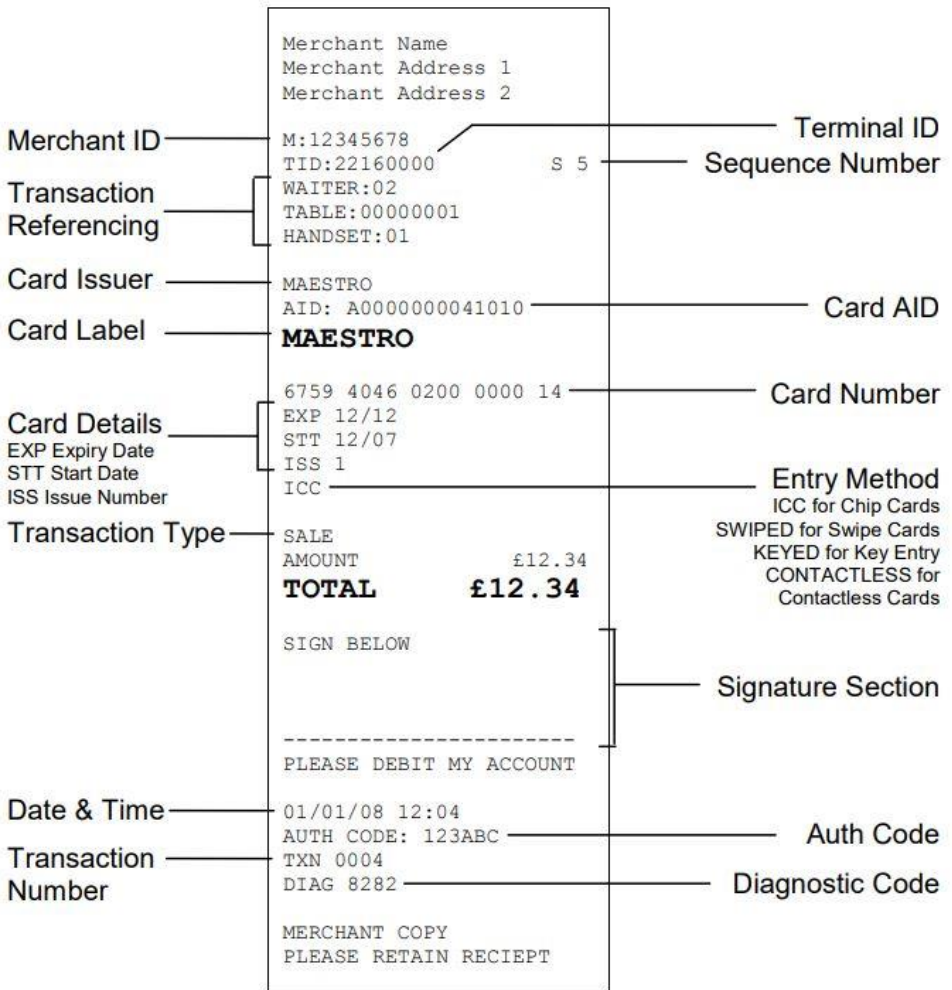 Merchant Name
Merchant Address 1
Merchant Address 2
Merchant ID
M:12345678
Terminal ID
TID:22160000 S 5
Sequence Number
Transaction
Referencing
WAITER:02
TABLE:00000001
HANDSET:01
Card Issuer
MAESTRO
AID: A0000000041010
Card AID
Card Label
MAESTRO
6759 4046 0200 0000 14
Card Number
Card Details
EXP Expiry Date
STT Start Date
ISS Issue Number
EXP 12/12
STT 12/07
ISS 1
ICC
Entry Method
ICC for Chip Cards
SWIPED for Swipe Cards
KEYED for Key Entry
CONTACTLESS for
Contactless Cards
Transaction Type
SALE
AMOUNT £12.34
TOTAL £12.34
SIGN BELOW
Signature Section
-----------------------
PLEASE DEBIT MY ACCOUNT
Date & Time
01/01/08 12:04
AUTH CODE: 123ABC
Auth Code
Transaction
Number
TXN 0004
DIAG 8282
Diagnostic Code
MERCHANT COPY
PLEASE RETAIN RECIEPT